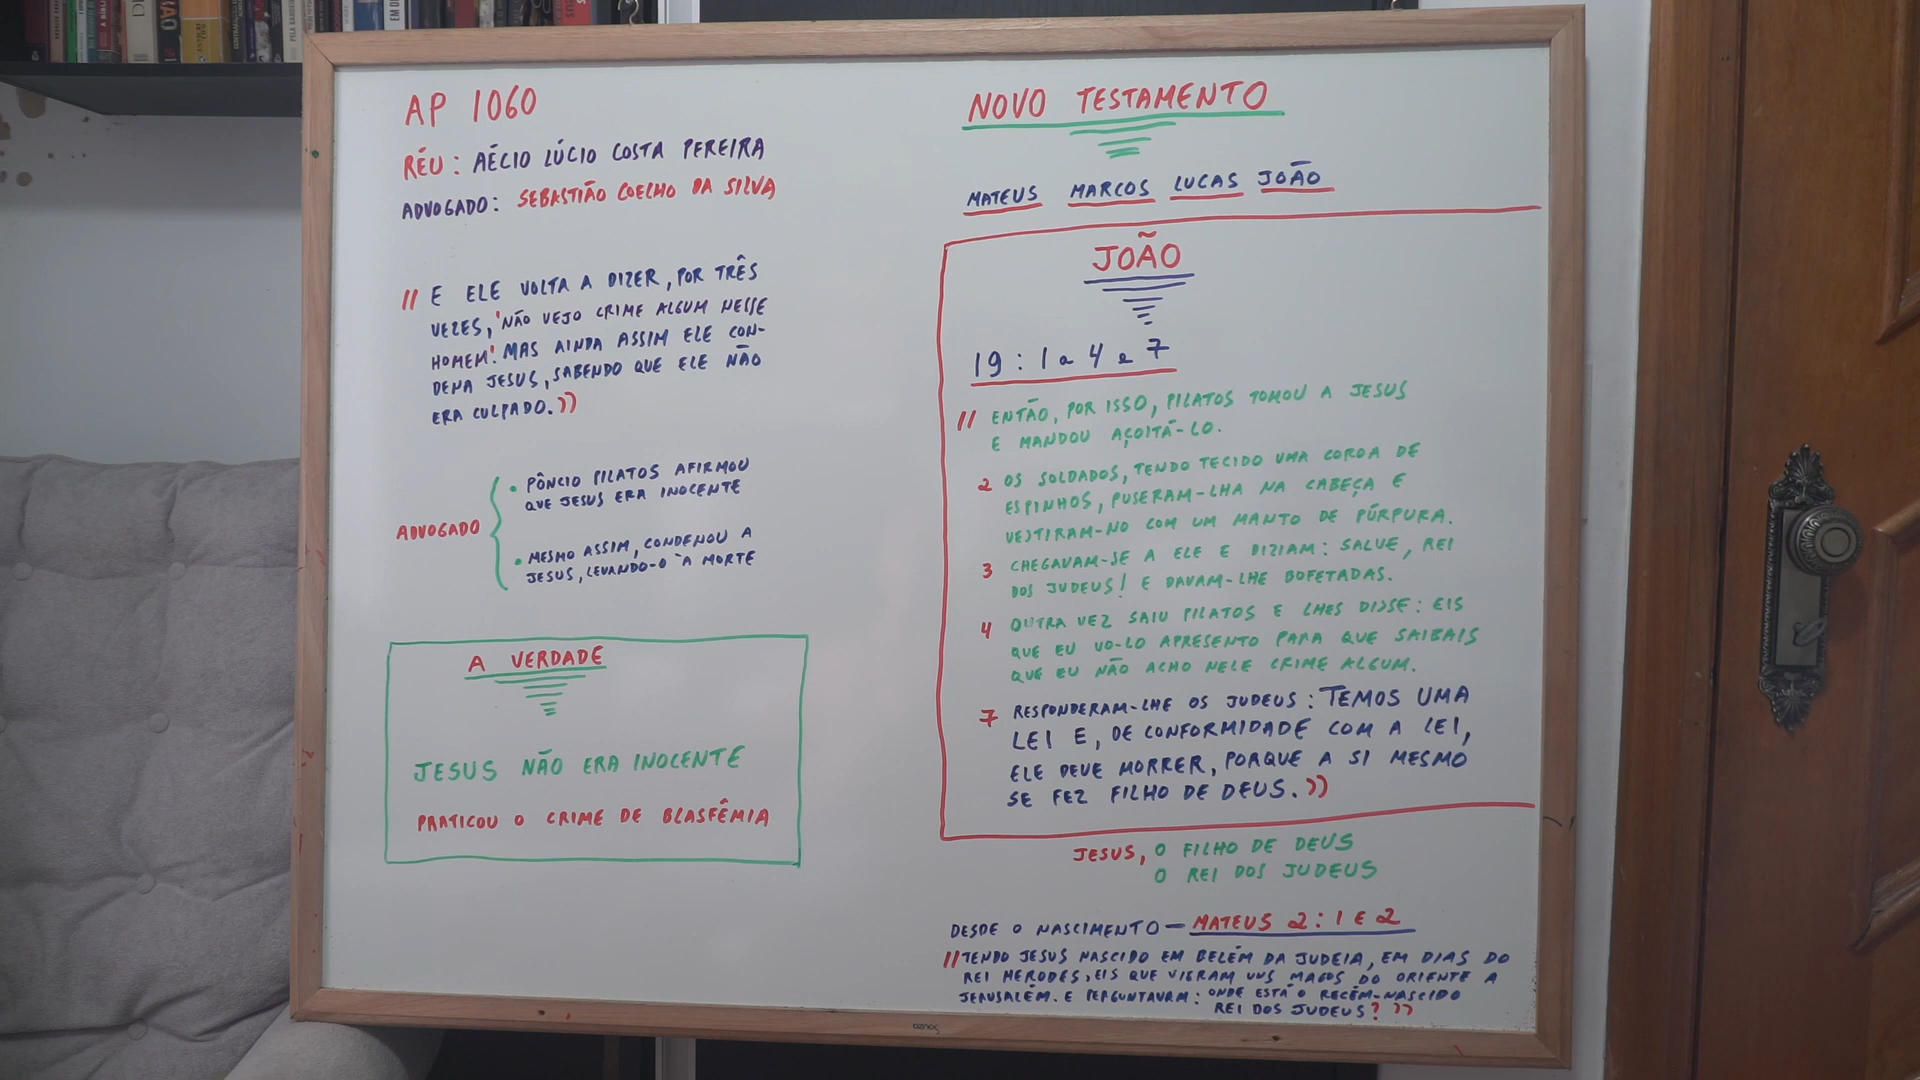 AP 1060
RÉU: AÉCIO LÚCIO COSTA PEREIRA
ADVOGADO: SEBASTIÃO COELHO DA SILVA
"E ELE VOLTA A DIZER, POR TRÊS
VEZES, 'NÃO VEJO CRIME ALGUM NESSE
HOMEM'. MAS AINDA ASSIM ELE CON-
DENA JESUS, SABENDO QUE ELE NÃO
ERA CULPADO."
ADVOGADO
• PÔNCIO PILATOS AFIRMOU
QUE JESUS ERA INOCENTE
• MESMO ASSIM, CONDENOU A
JESUS, LEVANDO-O À MORTE
A VERDADE
JESUS NÃO ERA INOCENTE
PRATICOU O CRIME DE BLASFÊMIA
NOVO TESTAMENTO
MATEUS MARCOS LUCAS JOÃO
JOÃO
19:1 a 4 e 7
"ENTÃO, POR ISSO, PILATOS TOMOU A JESUS
E MANDOU AÇOITÁ-LO.
2 OS SOLDADOS, TENDO TECIDO UMA COROA DE
ESPINHOS, PUSERAM-LHA NA CABEÇA E
VESTIRAM-NO COM UM MANTO DE PÚRPURA.
3 CHEGAVAM-SE A ELE E DIZIAM: SALVE, REI
DOS JUDEUS! E DAVAM-LHE BOFETADAS.
4 OUTRA VEZ SAIU PILATOS E LHES DISSE: EIS
QUE EU VO-LO APRESENTO PARA QUE SAIBAIS
QUE EU NÃO ACHO NELE CRIME ALGUM.
7 RESPONDERAM-LHE OS JUDEUS: TEMOS UMA
LEI E, DE CONFORMIDADE COM A LEI,
ELE DEVE MORRER, PORQUE A SI MESMO
SE FEZ FILHO DE DEUS."
JESUS, O FILHO DE DEUS
O REI DOS JUDEUS
DESDE O NASCIMENTO — MATEUS 2:1 E 2
"TENDO JESUS NASCIDO EM BELÉM DA JUDEIA, EM DIAS DO
REI HERODES, EIS QUE VIERAM UNS MAGOS DO ORIENTE A
JERUSALÉM. E PERGUNTAVAM: ONDE ESTÁ O RECÉM-NASCIDO
REI DOS JUDEUS?"
Souza